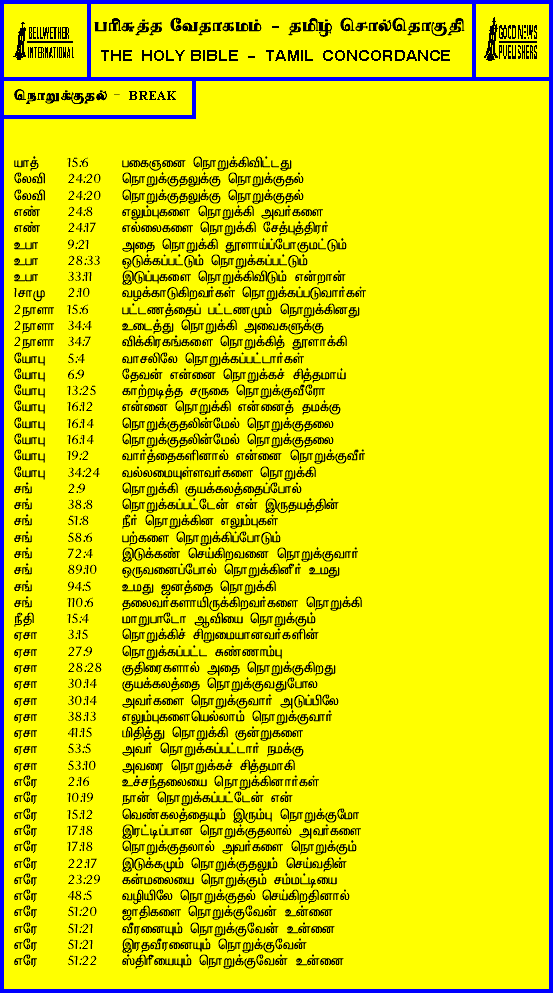 BELLWETHER
INTERNATIONAL
பரிசுத்த வேதாகமம் - தமிழ் சொல்தொகுதி
THE HOLY BIBLE - TAMIL CONCORDANCE
GOOD NEWS
PUBLISHERS
நொறுக்குதல் - BREAK
யாத் 15:6 பகைஞனை நொறுக்கிவிட்டது
லேவி 24:20 நொறுக்குதலுக்கு நொறுக்குதல்
லேவி 24:20 நொறுக்குதலுக்கு நொறுக்குதல்
எண் 24:8 எலும்புகளை நொறுக்கி அவர்களை
எண் 24:17 எல்லைகளை நொறுக்கி சேத்புத்திரர்
உபா 9:21 அதை நொறுக்கி தூளாய்ப்போகுமட்டும்
உபா 28:33 ஒடுக்கப்பட்டும் நொறுக்கப்பட்டும்
உபா 33:11 இடுப்புகளை நொறுக்கிவிடும் என்றான்
1சாமு 2:10 வழக்காடுகிறவர்கள் நொறுக்கப்படுவார்கள்
2நாளா 15:6 பட்டணத்தைப் பட்டணமும் நொறுக்கினது
2நாளா 34:4 உடைத்து நொறுக்கி அவைகளுக்கு
2நாளா 34:7 விக்கிரகங்களை நொறுக்கித் தூளாக்கி
யோபு 5:4 வாசலிலே நொறுக்கப்பட்டார்கள்
யோபு 6:9 தேவன் என்னை நொறுக்கச் சித்தமாய்
யோபு 13:25 காற்றடித்த சருகை நொறுக்குவீரோ
யோபு 16:12 என்னை நொறுக்கி என்னைத் தமக்கு
யோபு 16:14 நொறுக்குதலின்மேல் நொறுக்குதலை
யோபு 16:14 நொறுக்குதலின்மேல் நொறுக்குதலை
யோபு 19:2 வார்த்தைகளினால் என்னை நொறுக்குவீர்
யோபு 34:24 வல்லமையுள்ளவர்களை நொறுக்கி
சங் 2:9 நொறுக்கி குயக்கலத்தைப்போல்
சங் 38:8 நொறுக்கப்பட்டேன் என் இருதயத்தின்
சங் 51:8 நீர் நொறுக்கின எலும்புகள்
சங் 58:6 பற்களை நொறுக்கிப்போடும்
சங் 72:4 இடுக்கண் செய்கிறவனை நொறுக்குவார்
சங் 89:10 ஒருவனைப்போல் நொறுக்கினீர் உமது
சங் 94:5 உமது ஜனத்தை நொறுக்கி
சங் 110:6 தலைவர்களாயிருக்கிறவர்களை நொறுக்கி
நீதி 15:4 மாறுபாடோ ஆவியை நொறுக்கும்
ஏசா 3:15 நொறுக்கிச் சிறுமையானவர்களின்
ஏசா 27:9 நொறுக்கப்பட்ட சுண்ணாம்பு
ஏசா 28:28 குதிரைகளால் அதை நொறுக்குகிறது
ஏசா 30:14 குயக்கலத்தை நொறுக்குவதுபோல
ஏசா 30:14 அவர்களை நொறுக்குவார் அடுப்பிலே
ஏசா 38:13 எலும்புகளையெல்லாம் நொறுக்குவார்
ஏசா 41:15 மிதித்து நொறுக்கி குன்றுகளை
ஏசா 53:5 அவர் நொறுக்கப்பட்டார் நமக்கு
ஏசா 53:10 அவரை நொறுக்கச் சித்தமாகி
எரே 2:16 உச்சந்தலையை நொறுக்கினார்கள்
எரே 10:19 நான் நொறுக்கப்பட்டேன் என்
எரே 15:12 வெண்கலத்தையும் இரும்பு நொறுக்குமோ
எரே 17:18 இரட்டிப்பான நொறுக்குதலால் அவர்களை
எரே 17:18 நொறுக்குதலால் அவர்களை நொறுக்கும்
எரே 22:17 இடுக்கமும் நொறுக்குதலும் செய்வதின்
எரே 23:29 கன்மலையை நொறுக்கும் சம்மட்டியை
எரே 48:5 வழியிலே நொறுக்குதல் செய்கிறதினால்
எரே 51:20 ஜாதிகளை நொறுக்குவேன் உன்னை
எரே 51:21 வீரனையும் நொறுக்குவேன் உன்னை
எரே 51:21 இரதவீரனையும் நொறுக்குவேன்
எரே 51:22 ஸ்திரீயையும் நொறுக்குவேன் உன்னை